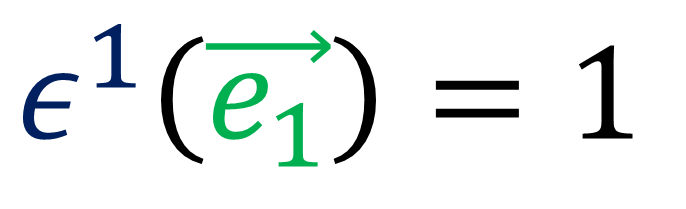 ϵ¹(e⃗₁) = 1